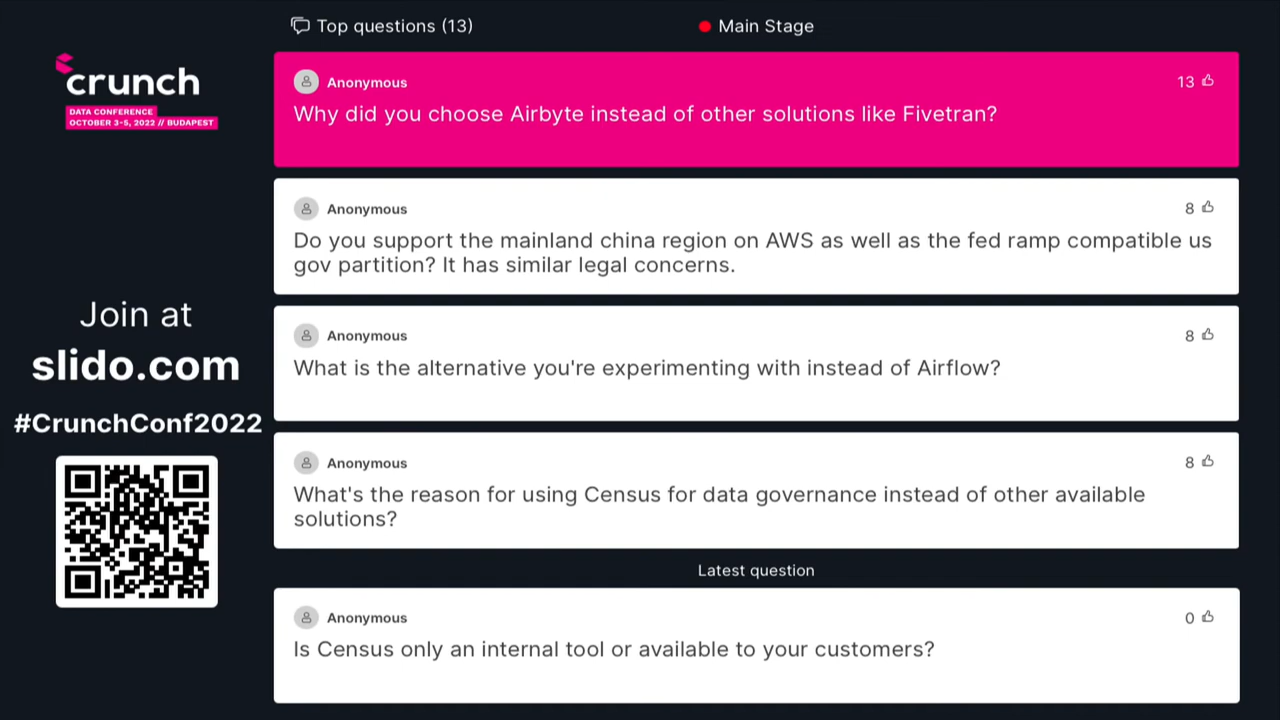 Top questions (13)
Main Stage
crunch
DATA CONFERENCE
OCTOBER 3-5, 2022 // BUDAPEST
Join at
slido.com
#CrunchConf2022
Anonymous
13
Why did you choose Airbyte instead of other solutions like Fivetran?
Anonymous
8
Do you support the mainland china region on AWS as well as the fed ramp compatible us
gov partition? It has similar legal concerns.
Anonymous
8
What is the alternative you're experimenting with instead of Airflow?
Anonymous
8
What's the reason for using Census for data governance instead of other available
solutions?
Latest question
Anonymous
0
Is Census only an internal tool or available to your customers?